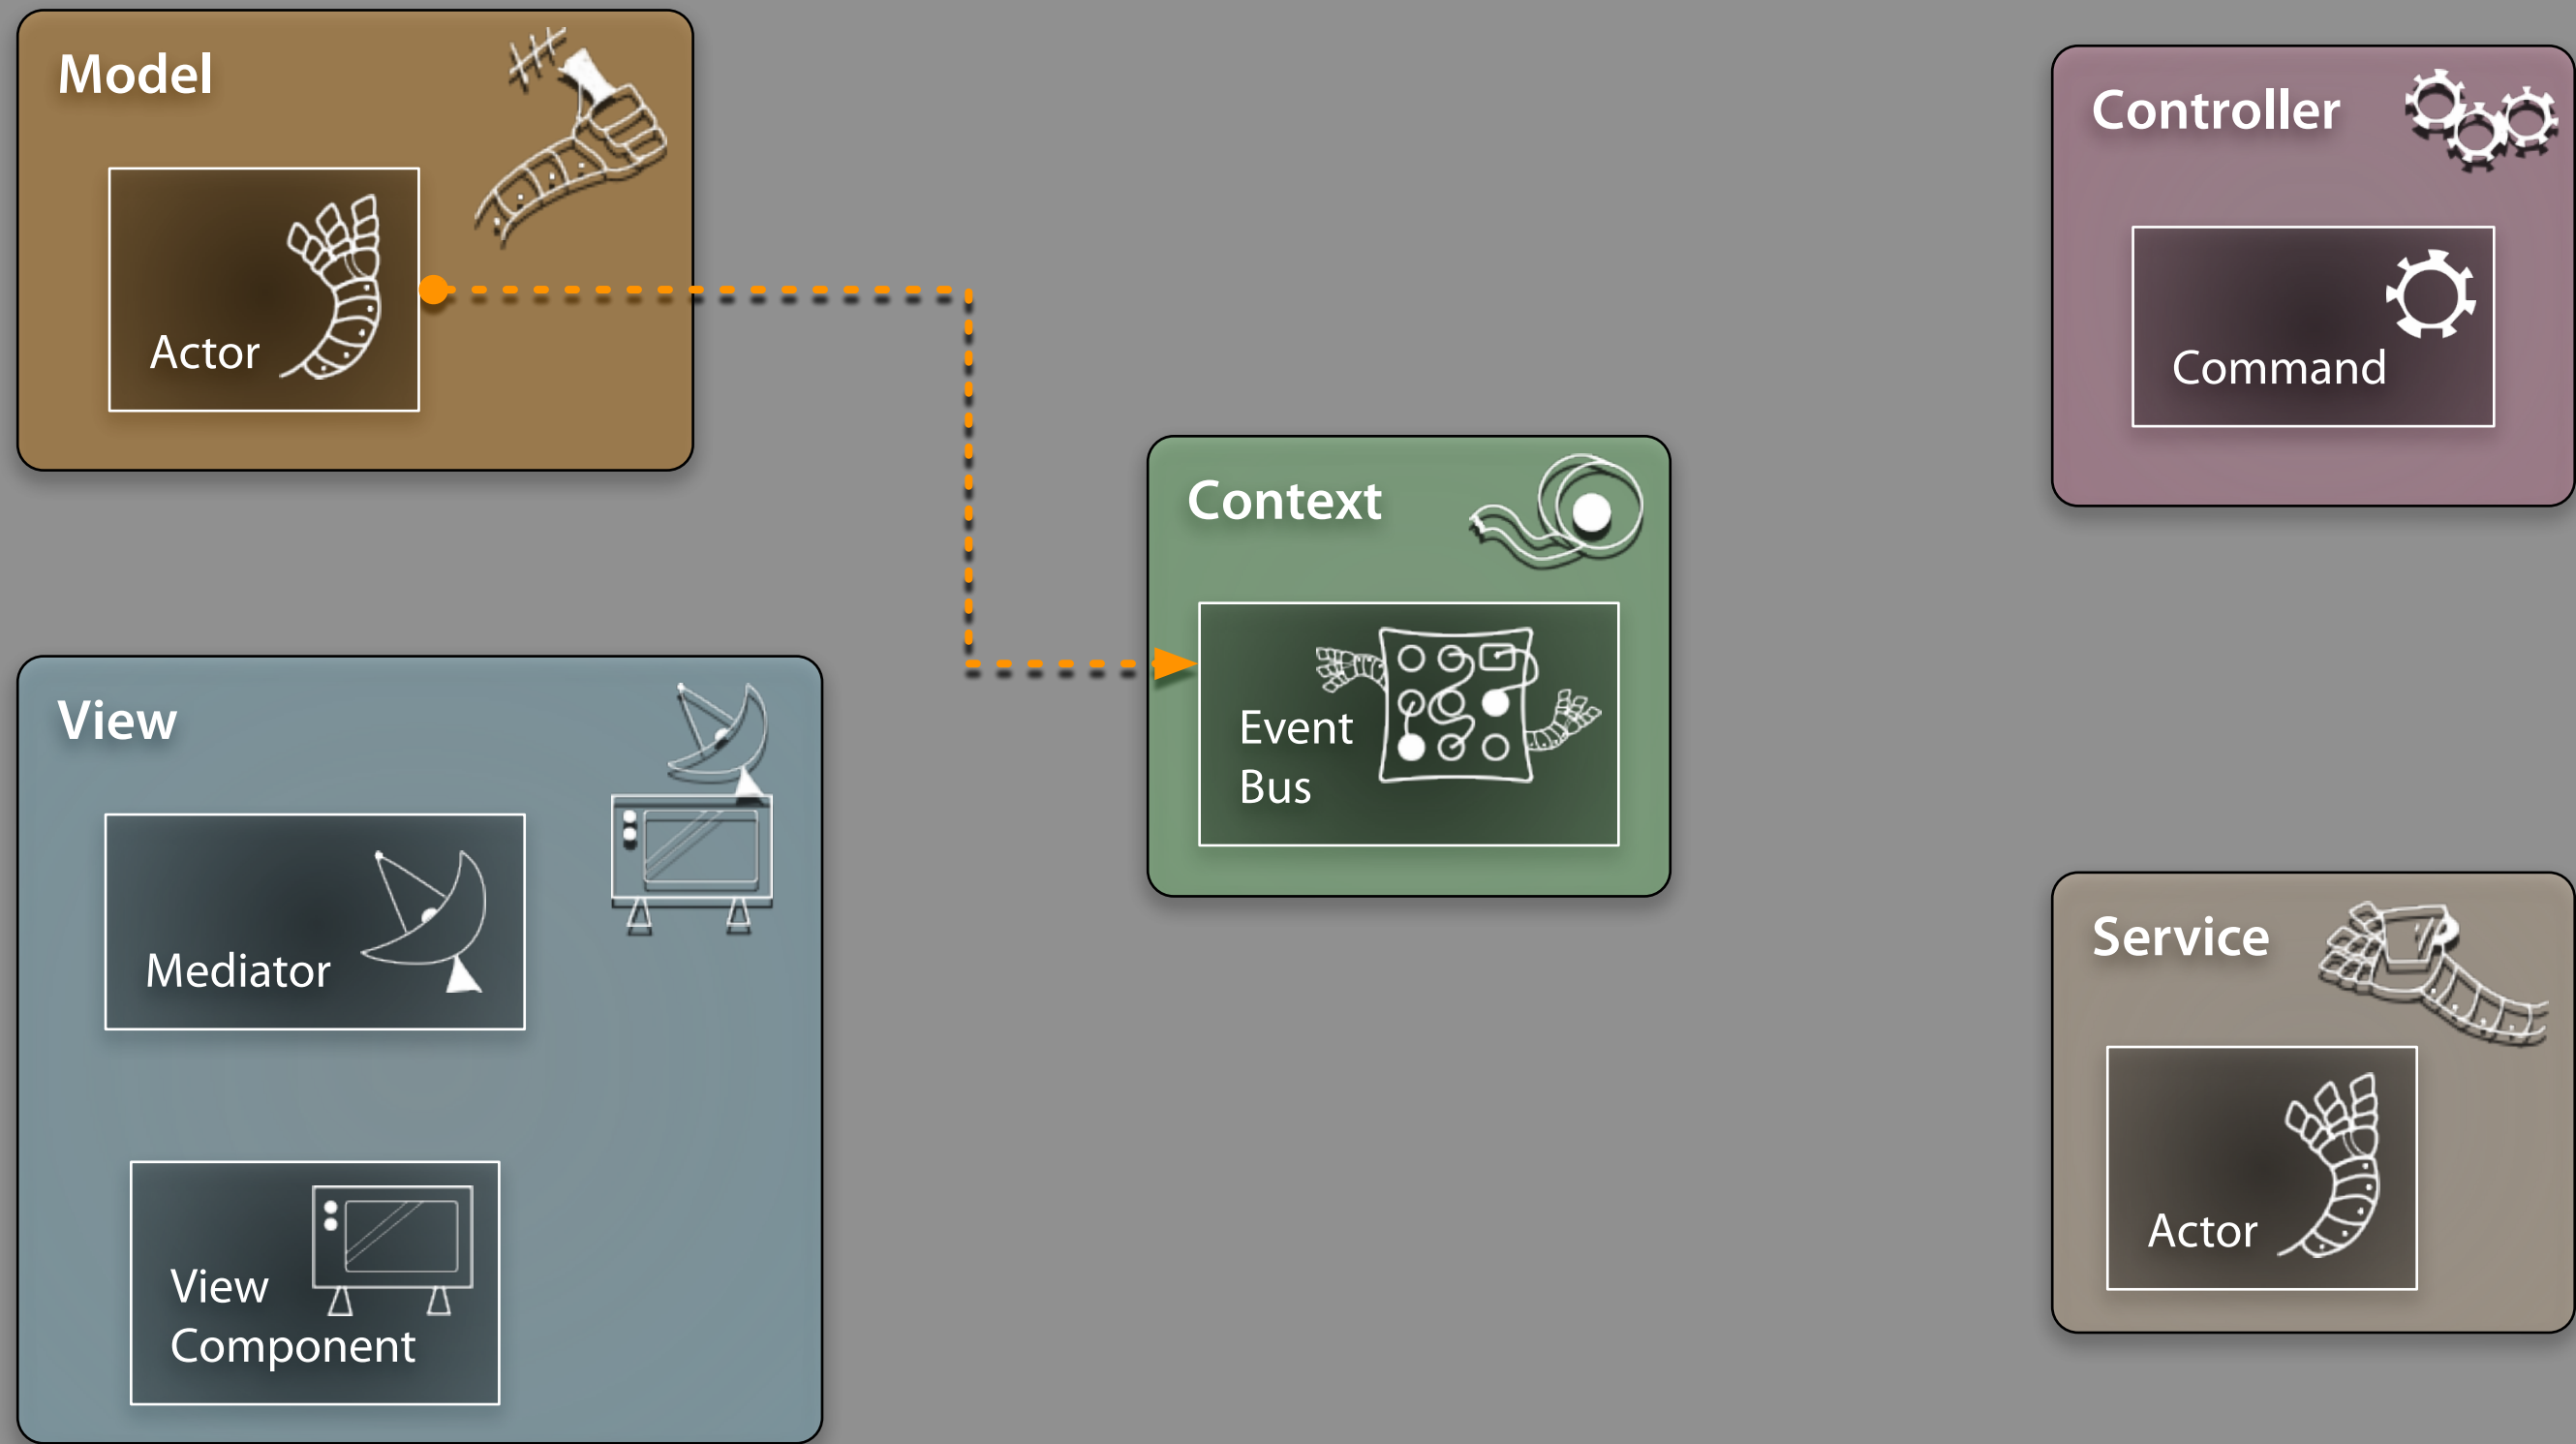 Model
Actor
View
Mediator
View
Component
Context
Event
Bus
Controller
Command
Service
Actor